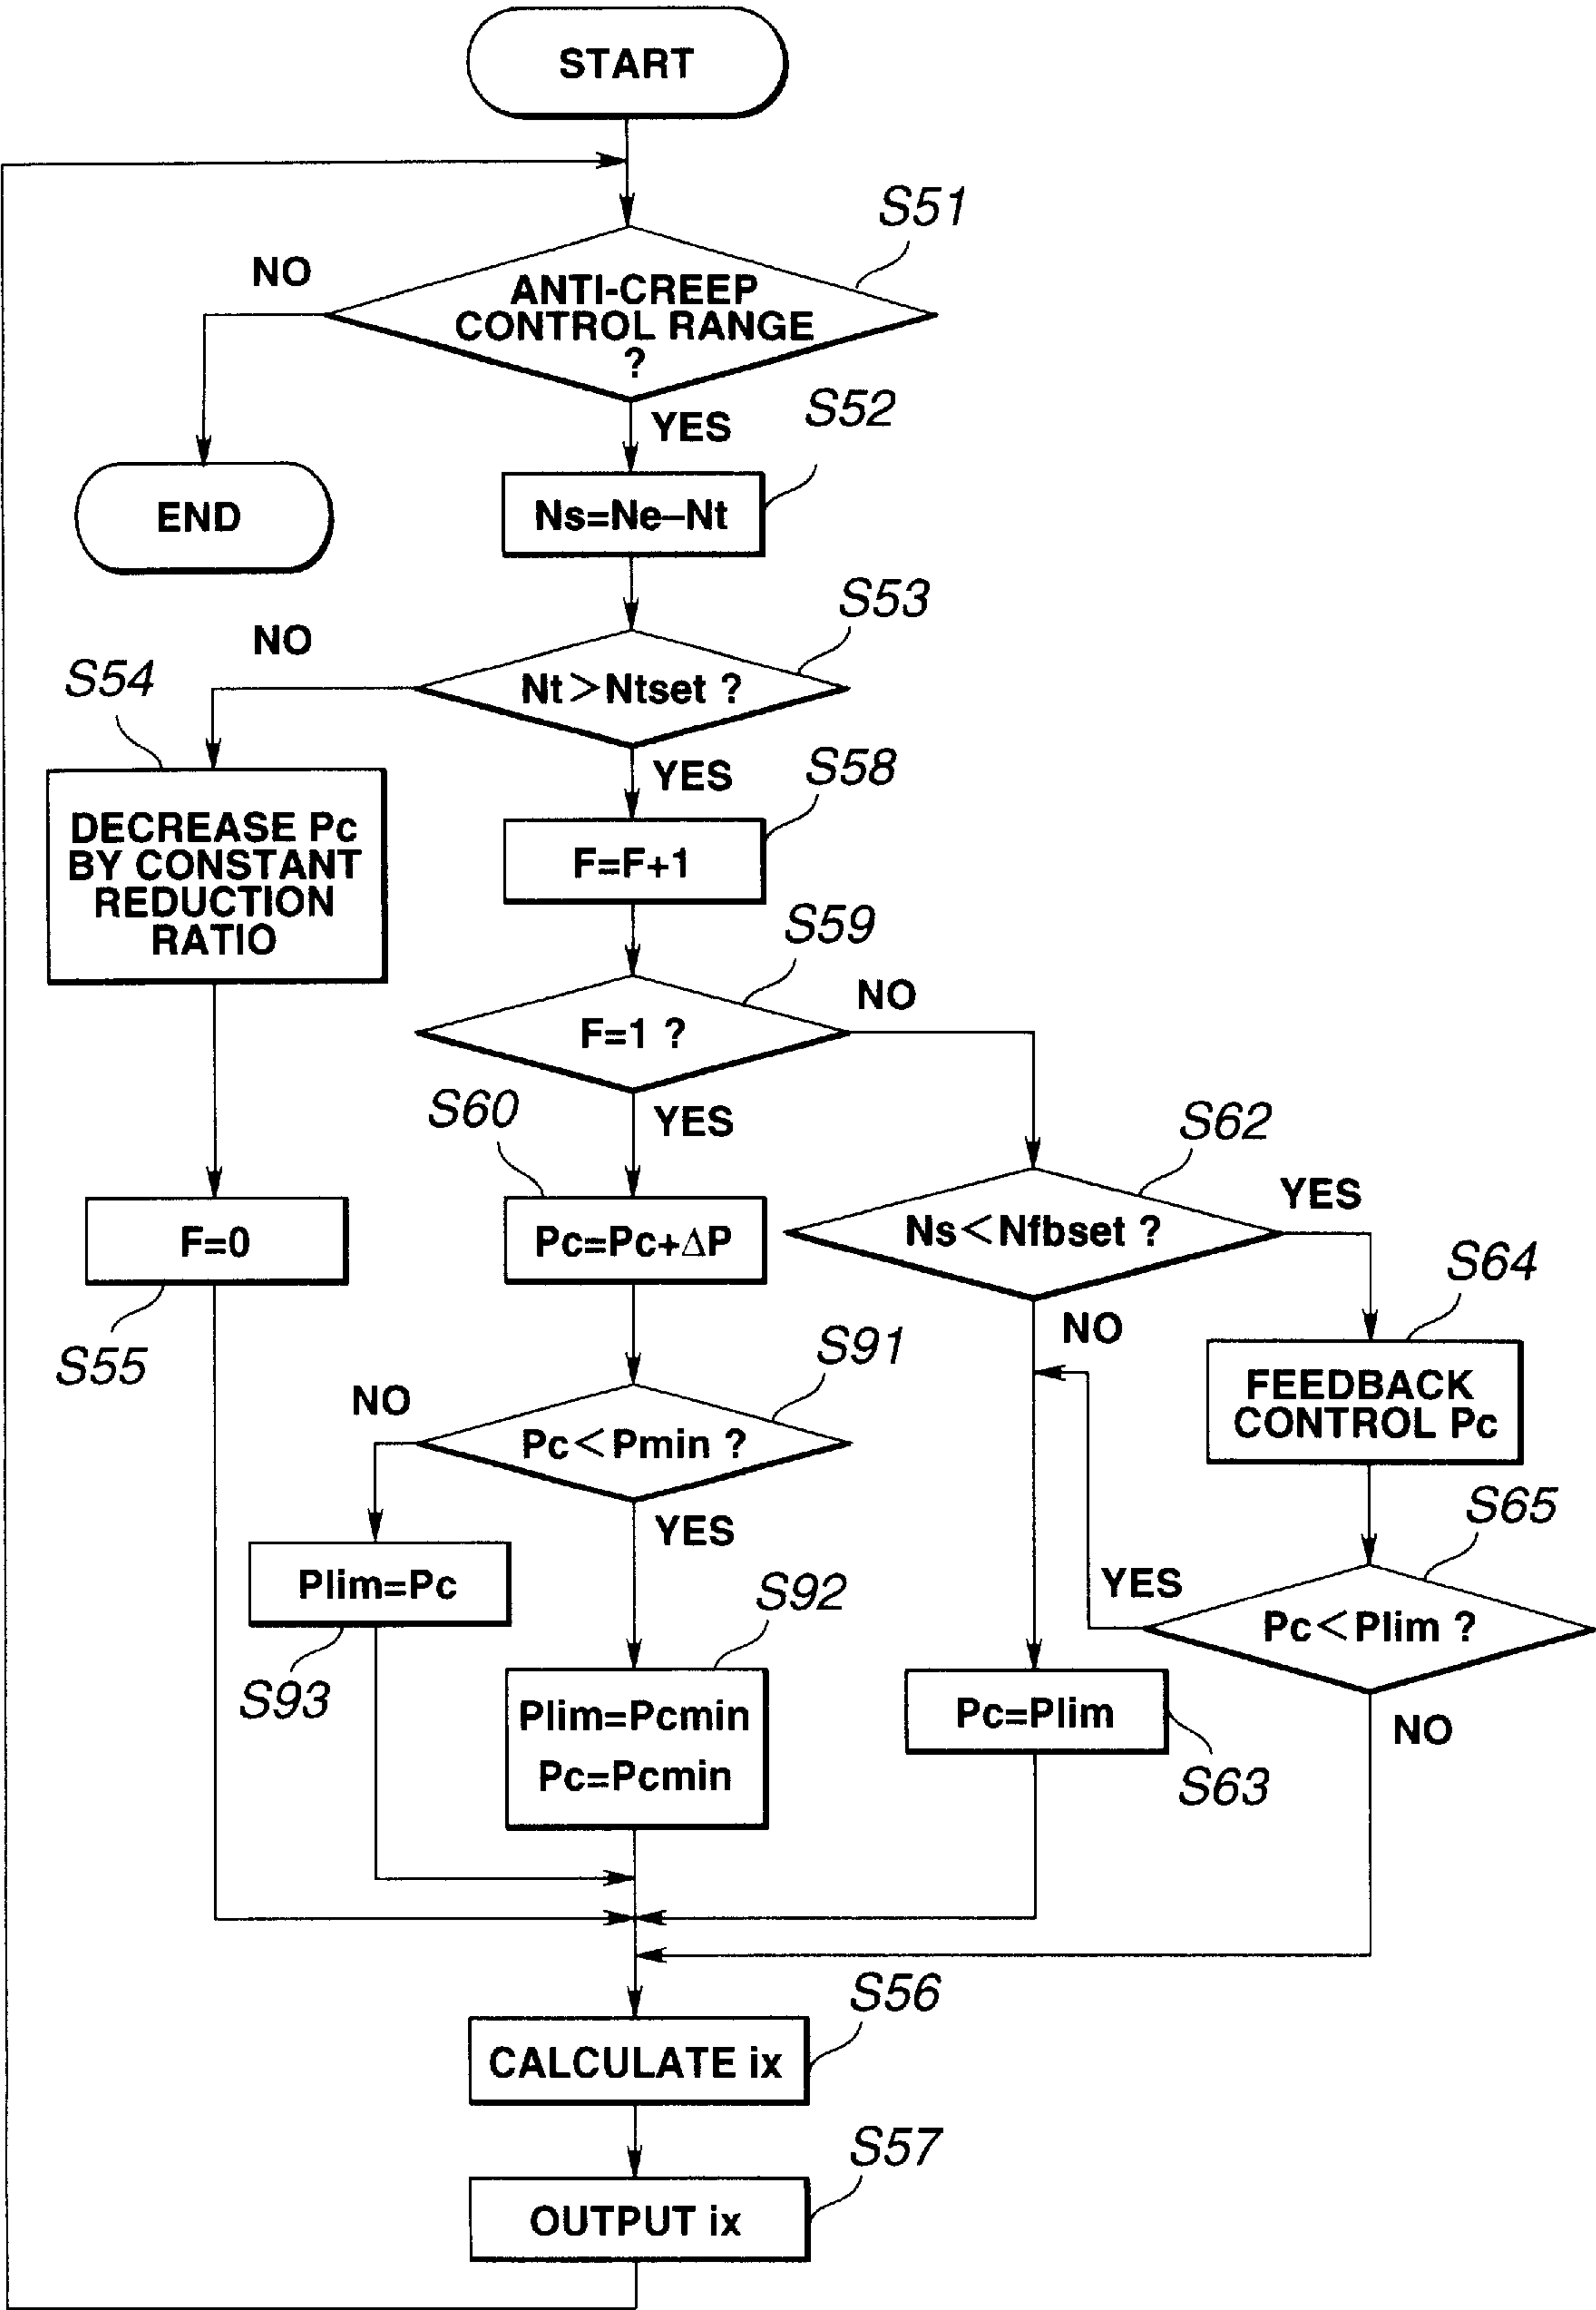 START
S51
NO
ANTI-CREEP
CONTROL RANGE
?
YES
S52
END
Ns=Ne–Nt
S53
NO
Nt>Ntset ?
S54
YES
S58
DECREASE Pc
BY CONSTANT
REDUCTION
RATIO
F=F+1
S59
NO
F=1 ?
S60
YES
S62
YES
F=0
Pc=Pc+ΔP
Ns<Nfbset ?
S64
S55
S91
NO
NO
FEEDBACK
CONTROL Pc
Pc<Pmin ?
S65
YES
Plim=Pc
S92
YES
Pc<Plim ?
S93
Plim=Pcmin
Pc=Pcmin
Pc=Plim
NO
S63
S56
CALCULATE ix
S57
OUTPUT ix